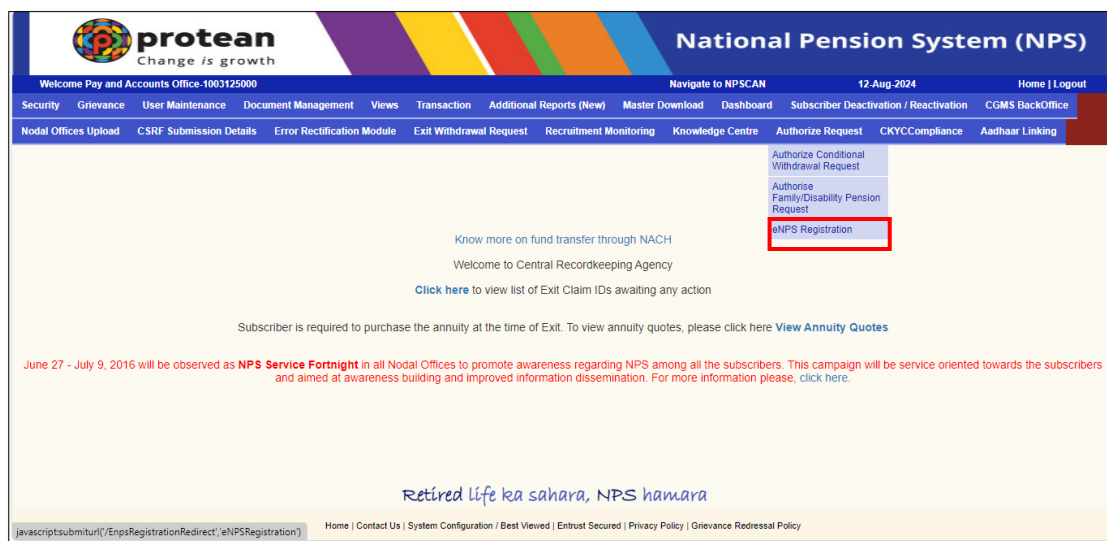 protean
Change is growth
National Pension System (NPS)
Welcome Pay and Accounts Office-1003125000 Navigate to NPSCAN 12-Aug-2024 Home | Logout
Security Grievance User Maintenance Document Management Views Transaction Additional Reports (New) Master Download Dashboard Subscriber Deactivation / Reactivation CGMS BackOffice
Nodal Offices Upload CSRF Submission Details Error Rectification Module Exit Withdrawal Request Recruitment Monitoring Knowledge Centre Authorize Request CKYCCompliance Aadhaar Linking
Authorize Conditional
Withdrawal Request
Authorise
Family/Disability Pension
Request
eNPS Registration
Know more on fund transfer through NACH
Welcome to Central Recordkeeping Agency
Click here to view list of Exit Claim IDs awaiting any action
Subscriber is required to purchase the annuity at the time of Exit. To view annuity quotes, please click here View Annuity Quotes
June 27 - July 9, 2016 will be observed as NPS Service Fortnight in all Nodal Offices to promote awareness regarding NPS among all the subscribers. This campaign will be service oriented towards the subscribers
and aimed at awareness building and improved information dissemination. For more information please, click here.
Retired life ka sahara, NPS hamara
Home | Contact Us | System Configuration / Best Viewed | Entrust Secured | Privacy Policy | Grievance Redressal Policy
javascript:submiturl('/EnpsRegistrationRedirect','eNPSRegistration')